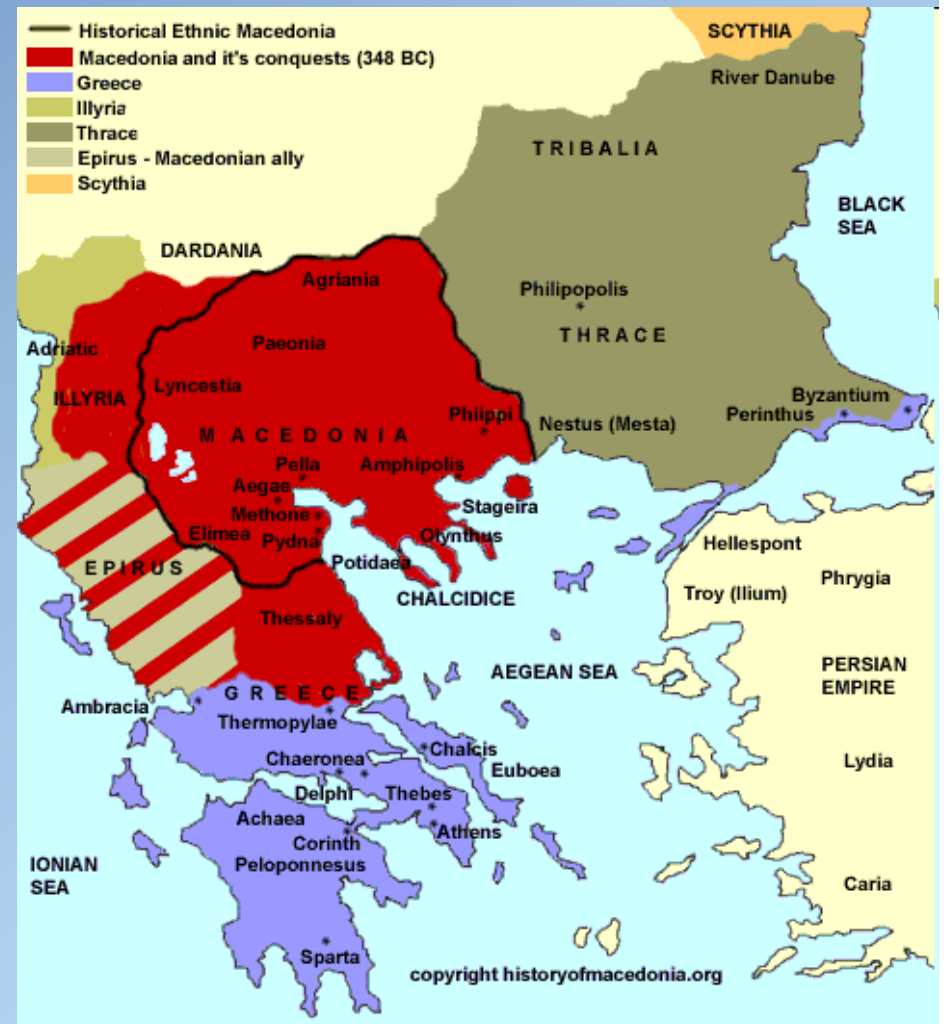 Historical Ethnic Macedonia
Macedonia and it's conquests (348 BC)
Greece
Illyria
Thrace
Epirus - Macedonian ally
Scythia
SCYTHIA
River Danube
TRIBALIA
BLACK
SEA
DARDANIA
Agriania
Philipopolis
THRACE
Paeonia
Adriatic
Lyncestia
ILLYRIA
Byzantium
Perinthus
Phiippi
Nestus (Mesta)
MACEDONIA
Pella
Amphipolis
Aegae
Stageira
Methone
Elimea
Pydna
Olynthus
Hellespont
Potidaea
EPIRUS
Phrygia
Troy (Ilium)
CHALCIDICE
Thessaly
AEGEAN SEA
PERSIAN
EMPIRE
GREECE
Ambracia
Thermopylae
Chalcis
Chaeronea
Euboea
Lydia
Delphi
Thebes
Achaea
Athens
Corinth
Peloponnesus
IONIAN
SEA
Caria
Sparta
copyright historyofmacedonia.org